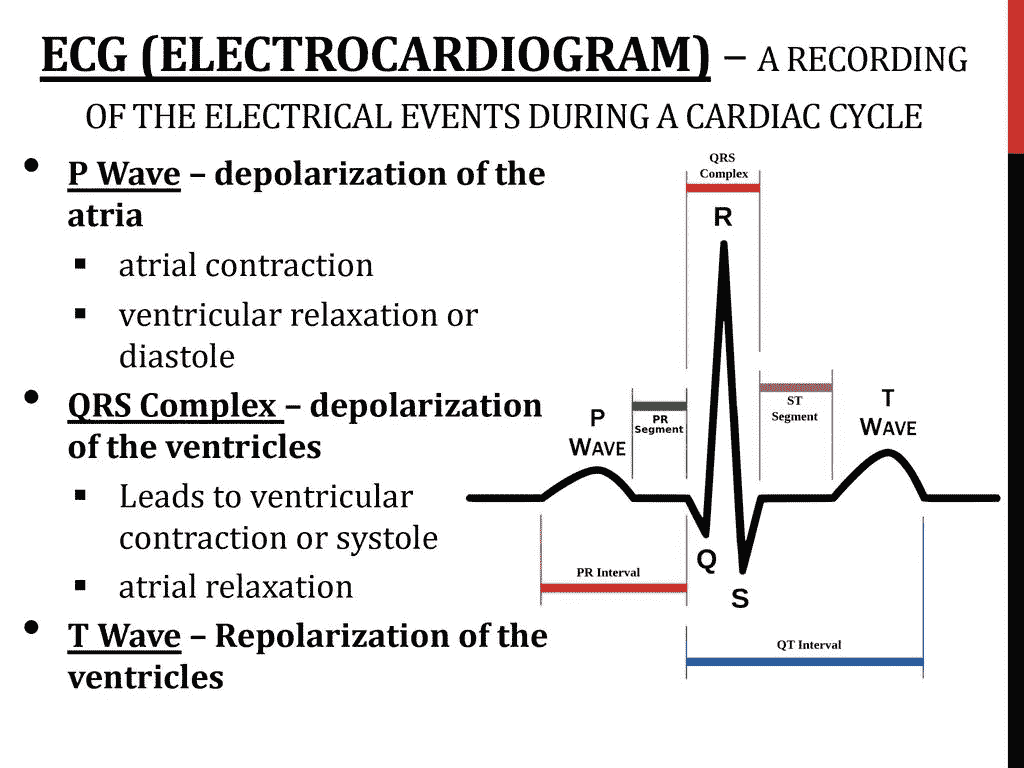 ECG (ELECTROCARDIOGRAM) – A RECORDING
OF THE ELECTRICAL EVENTS DURING A CARDIAC CYCLE
• P Wave – depolarization of the
atria
▪ atrial contraction
▪ ventricular relaxation or
diastole
• QRS Complex – depolarization
of the ventricles
▪ Leads to ventricular
contraction or systole
▪ atrial relaxation
• T Wave – Repolarization of the
ventricles
QRS
Complex
R
P
WAVE
PR
Segment
ST
Segment
T
WAVE
Q
S
PR Interval
QT Interval